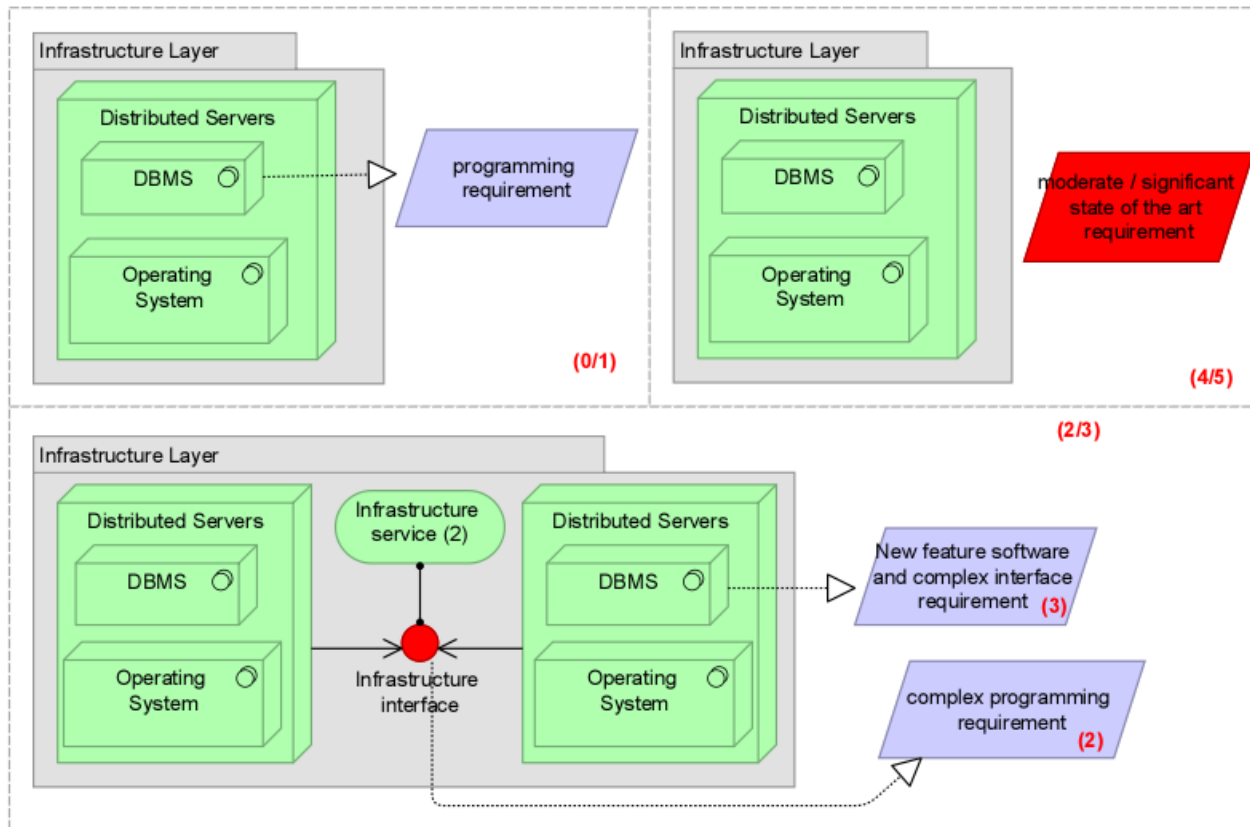 Infrastructure Layer
Distributed Servers
DBMS
Operating
System
programming
requirement
(0/1)
Infrastructure Layer
Distributed Servers
DBMS
Operating
System
moderate / significant
state of the art
requirement
(4/5)
(2/3)
Infrastructure Layer
Distributed Servers
DBMS
Operating
System
Infrastructure
service (2)
Infrastructure
interface
Distributed Servers
DBMS
Operating
System
New feature software
and complex interface
requirement
(3)
complex programming
requirement
(2)